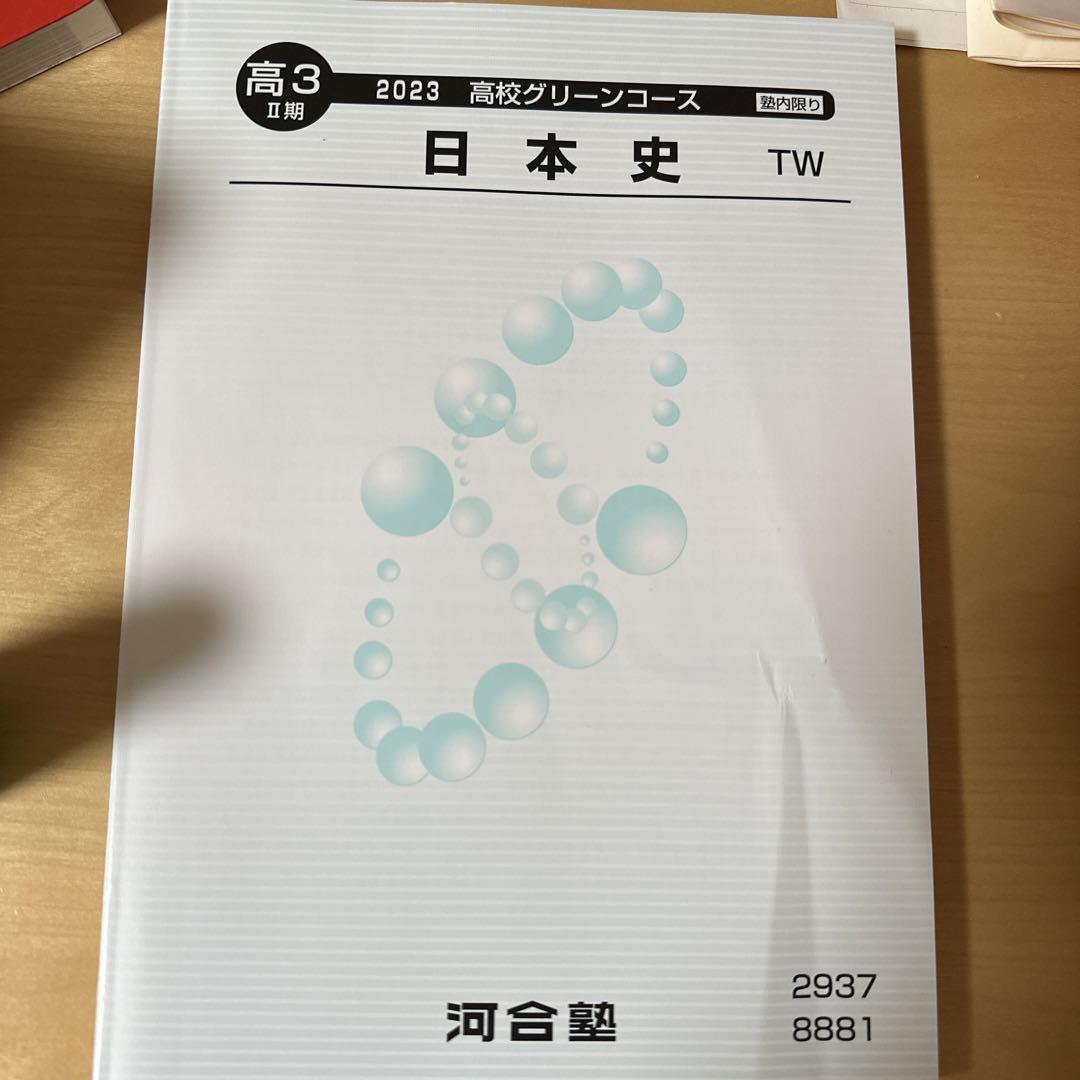 高3
Ⅱ期
2023 高校グリーンコース 塾内限り
日本史 TW
河合塾
2937
8881